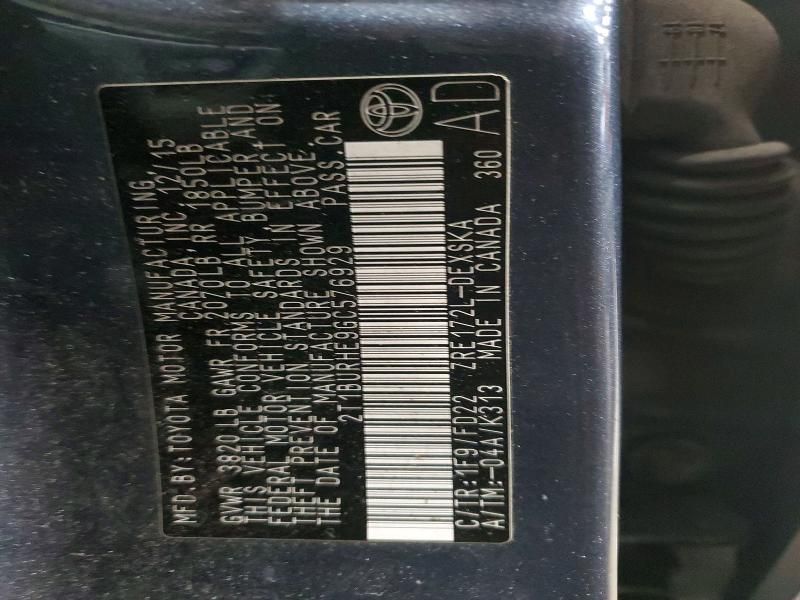 MFD BY:TOYOTA MOTOR MANUFACTURING
CANADA, INC. 12/15
GVWR 3820LB GAWR FR 2070LB RR 1850LB
THIS VEHICLE CONFORMS TO ALL APPLICABLE
FEDERAL MOTOR VEHICLE SAFETY, BUMPER, AND
THEFT PREVENTION STANDARDS IN EFFECT ON
THE DATE OF MANUFACTURE SHOWN ABOVE.
2T1BURHE9GC576929 PASS.CAR
C/TR:1F9/FD22 ZRE172L-DEXSKA
A/TM:-04A/K313 MADE IN CANADA 360
AD